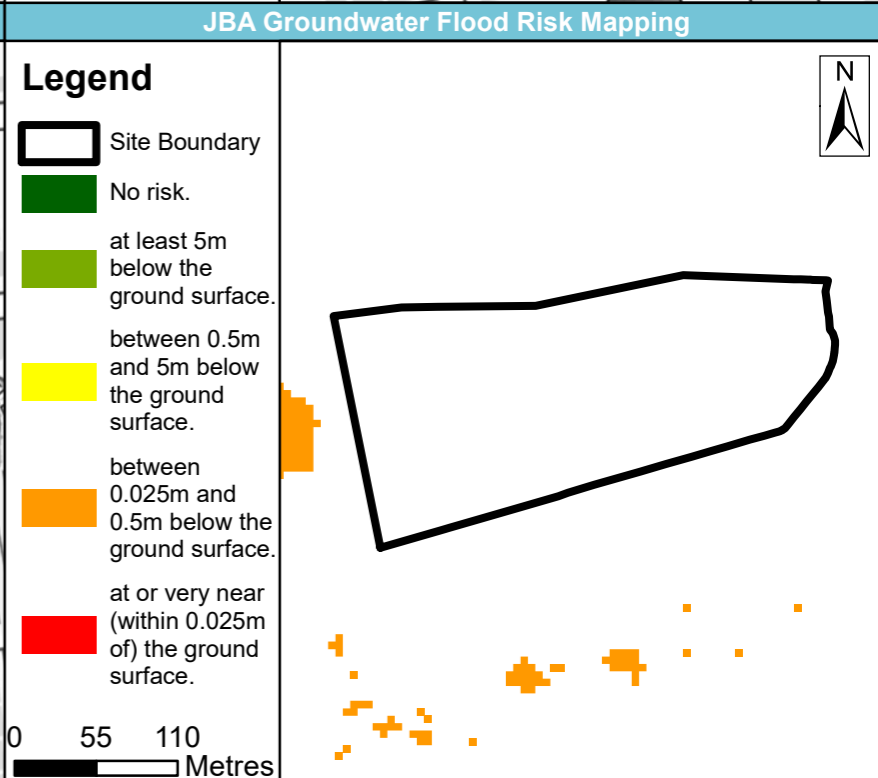 JBA Groundwater Flood Risk Mapping
Legend
Site Boundary
No risk.
at least 5m
below the
ground surface.
between 0.5m
and 5m below
the ground
surface.
between
0.025m and
0.5m below the
ground surface.
at or very near
(within 0.025m
of) the ground
surface.
0 55 110
Metres
N